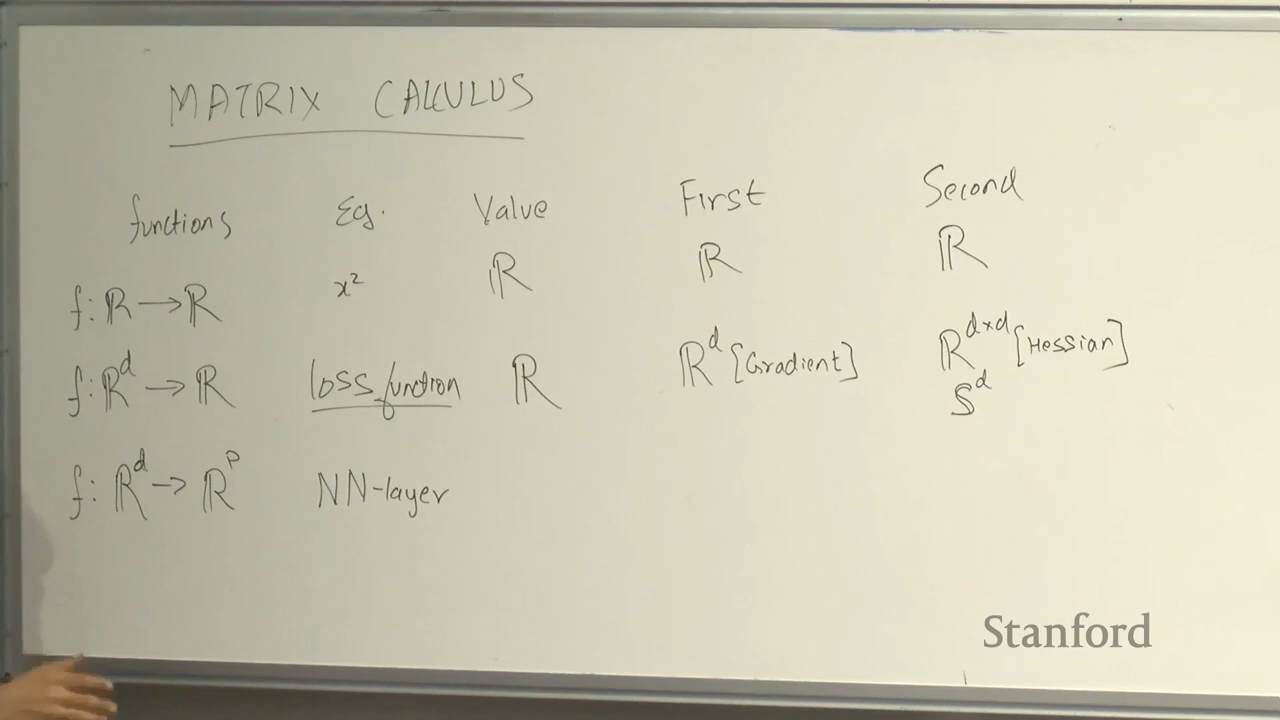 MATRIX CALCULUS
functions Eg. Value First Second
f: ℝ → ℝ x² ℝ ℝ ℝ
f: ℝᵈ → ℝ loss function ℝ ℝᵈ [Gradient] ℝᵈˣᵈ [Hessian]
𝕊ᵈ
f: ℝᵈ → ℝᵖ NN-layer
Stanford